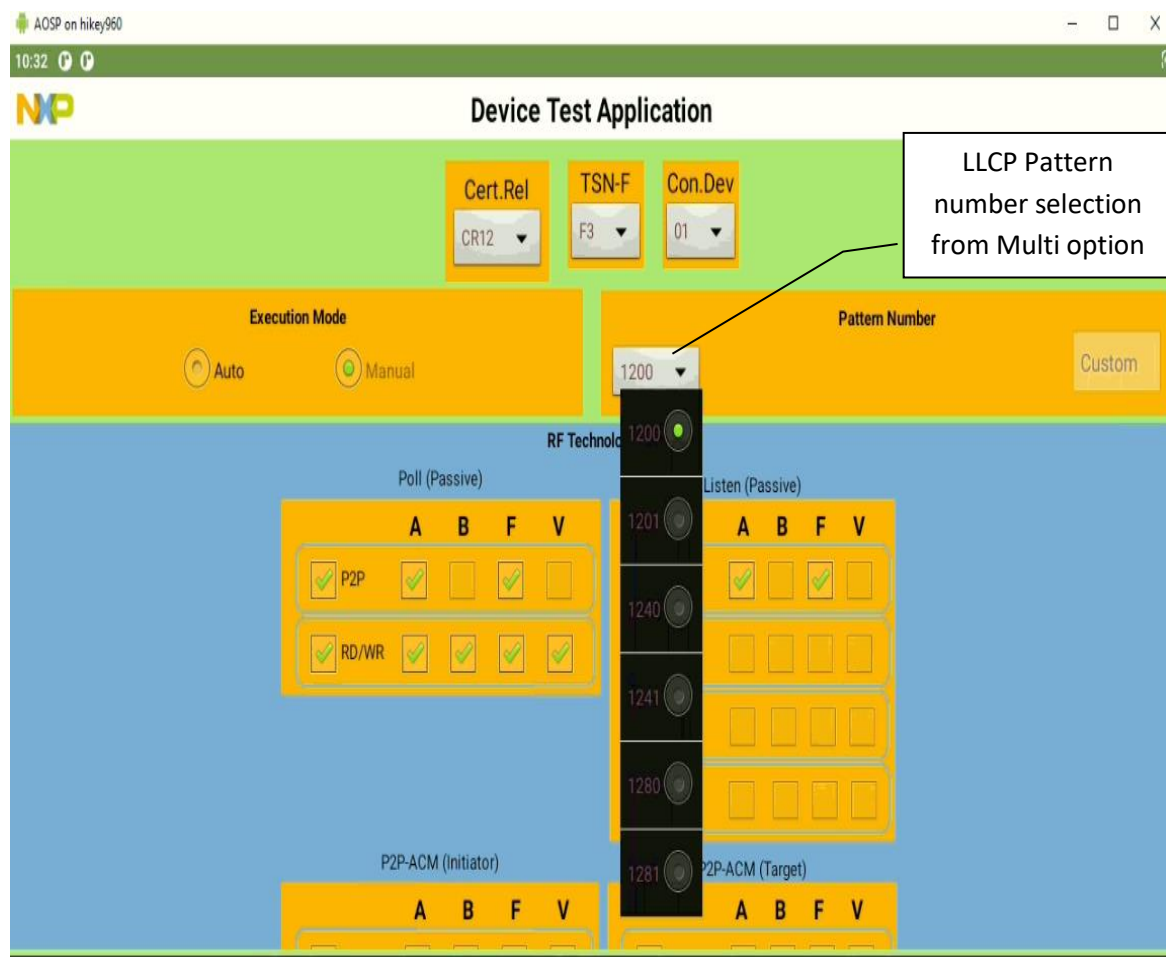 AOSP on hikey960
10:32
NXP
Device Test Application
LLCP Pattern
number selection
from Multi option
Cert.Rel
TSN-F
Con.Dev
CR12
F3
01
Execution Mode
Pattern Number
Auto
Manual
1200
Custom
RF Technolo
1200
Poll (Passive)
Listen (Passive)
A B F V
1201
A B F V
P2P
1240
RD/WR
1241
1280
1281
P2P-ACM (Initiator)
P2P-ACM (Target)
A B F V
A B F V